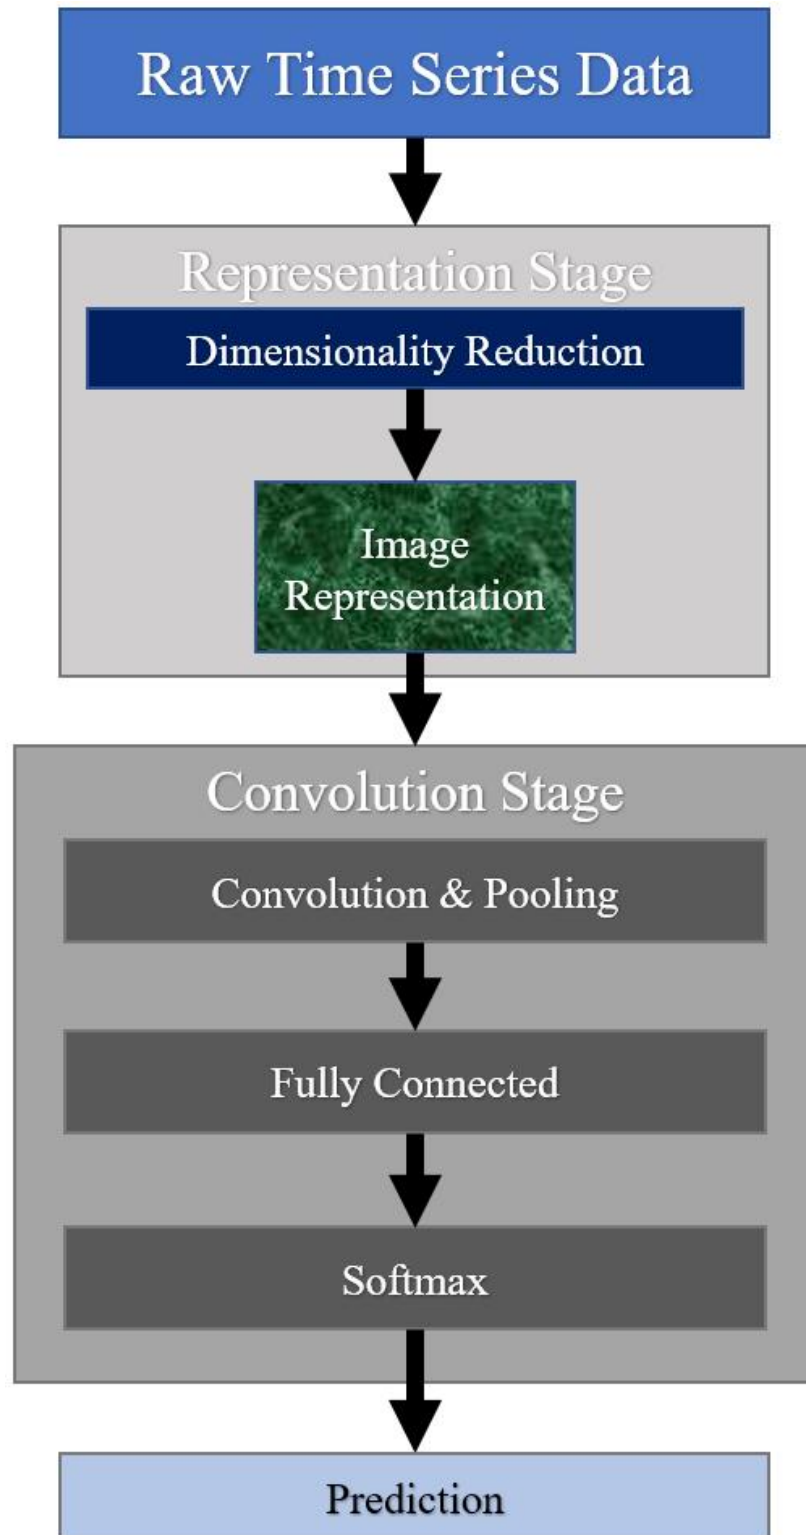 Raw Time Series Data
Representation Stage
Dimensionality Reduction
Image
Representation
Convolution Stage
Convolution & Pooling
Fully Connected
Softmax
Prediction